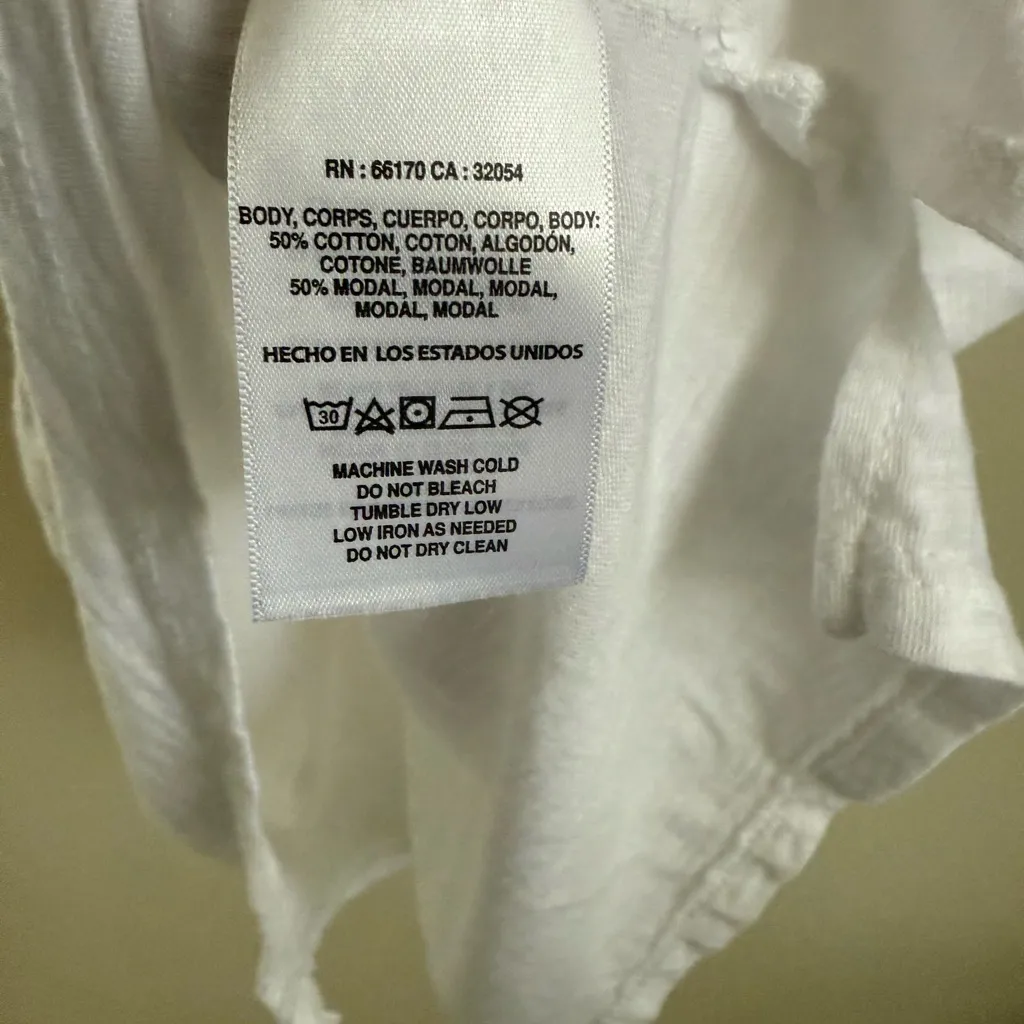 RN : 66170 CA : 32054
BODY, CORPS, CUERPO, CORPO, BODY:
50% COTTON, COTON, ALGODÓN,
COTONE, BAUMWOLLE
50% MODAL, MODAL, MODAL,
MODAL, MODAL
HECHO EN LOS ESTADOS UNIDOS
30
MACHINE WASH COLD
DO NOT BLEACH
TUMBLE DRY LOW
LOW IRON AS NEEDED
DO NOT DRY CLEAN